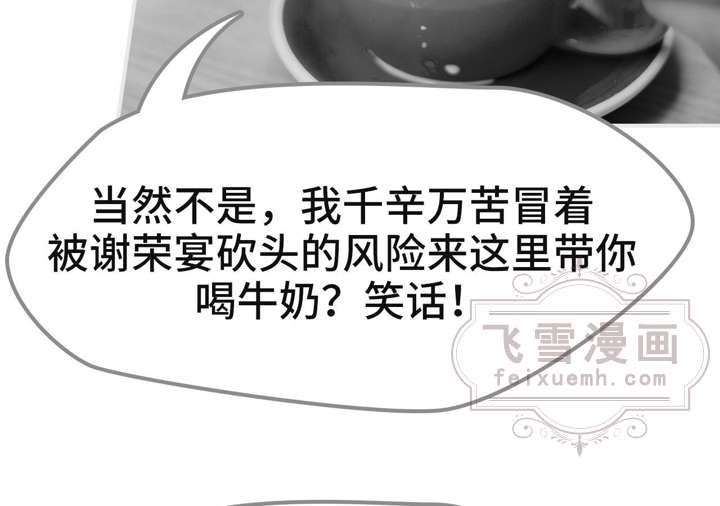 当然不是，我千辛万苦冒着
被谢荣宴砍头的风险来这里带你
喝牛奶？笑话！
飞雪漫画
feixuemh.com